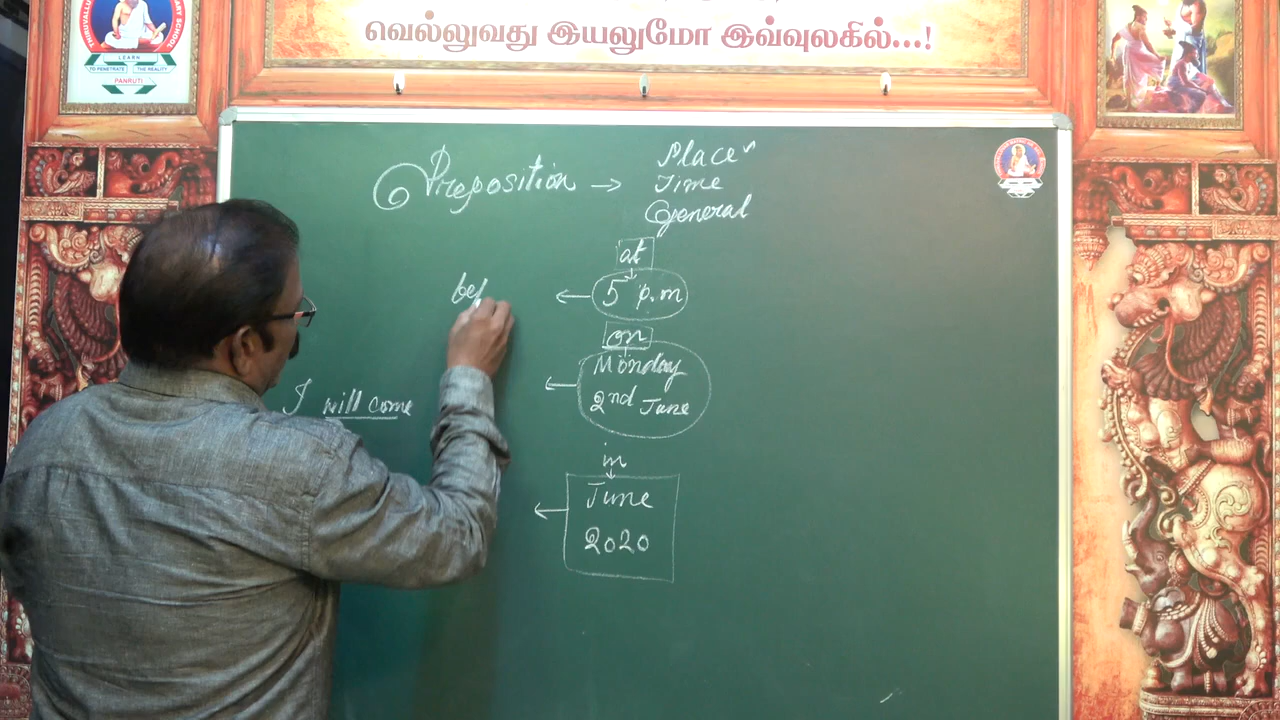 வெல்லுவது இயலுமோ இவ்வுலகில்...!
LEARN
TO PENETRATE THE REALITY
PANRUTI
Preposition → Place
Time
General
at
bef ← 5 p.m
on
← Monday
2nd June
I will come
in
← June
2020